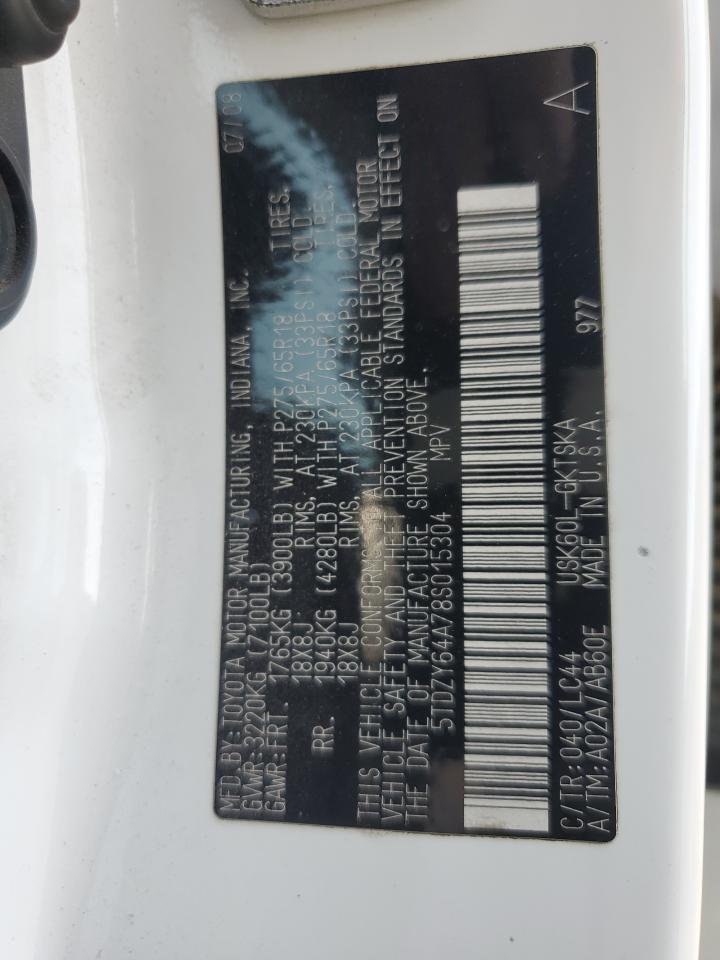 MFD. BY: TOYOTA MOTOR MANUFACTURING, INDIANA, INC. 07/08
GVWR: 3220KG (7100LB)
GAWR: FRT. 1765KG (3900LB) WITH P275/65R18 TIRES.
18X8J RIMS, AT 230KPA (33PSI) COLD.
RR. 1940KG (4280LB) WITH P275/65R18 TIRES.
18X8J RIMS, AT 230KPA (33PSI) COLD.
THIS VEHICLE CONFORMS TO ALL APPLICABLE FEDERAL MOTOR
VEHICLE SAFETY AND THEFT PREVENTION STANDARDS IN EFFECT ON
THE DATE OF MANUFACTURE SHOWN ABOVE.
5TDZY64A78S015304 MPV
C/TR: 040/LC44 USK60L-GKTSKA 977 A
A/TM: A02A/AB60E MADE IN U.S.A.